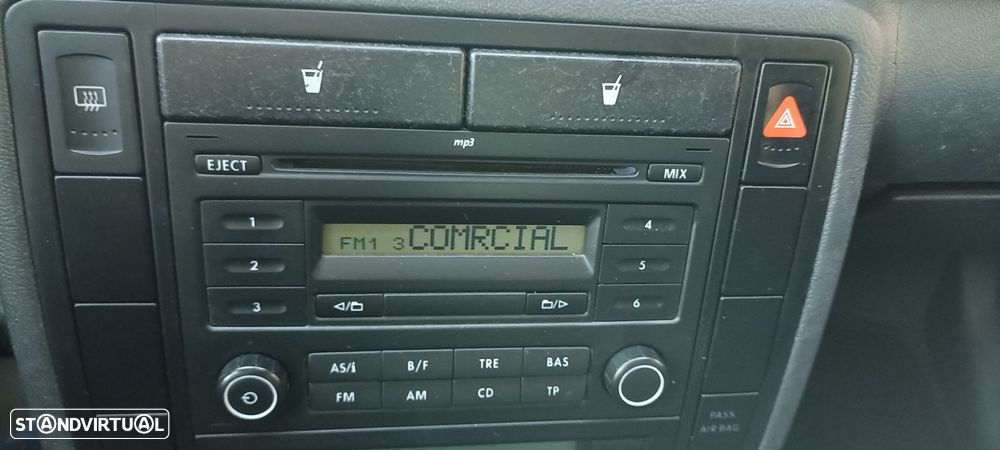 mp3
EJECT
MIX
1
4
FM1 3 COMRCIAL
2
5
3
6
AS/i
B/F
TRE
BAS
FM
AM
CD
TP
PASS.
AIR BAG
STANDVIRTUAL